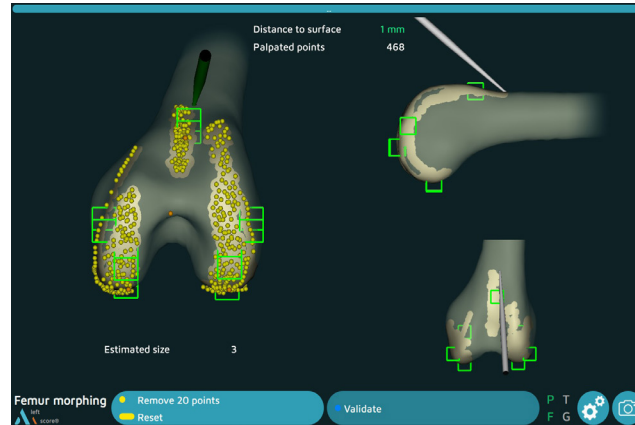 Distance to surface 1 mm
Palpated points 468
Estimated size 3
Femur morphing
left
score®
Remove 20 points
Reset
Validate
P T
F G